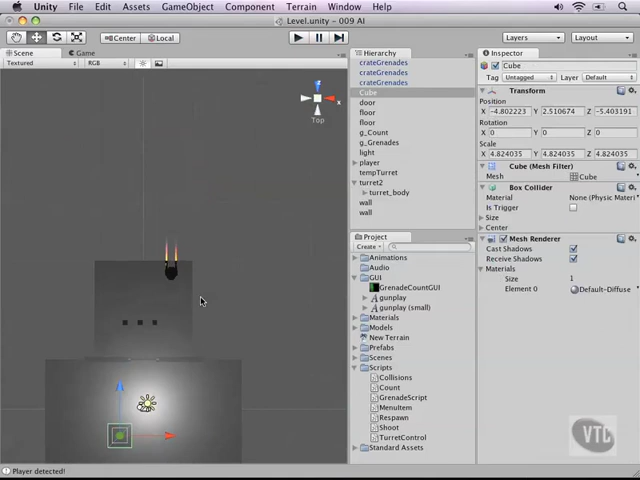 Unity File Edit Assets GameObject Component Terrain Window Help
Level.unity - 009 AI
Center Local Layers Layout
Scene Game
Textured RGB
Top
x
z
Hierarchy
crateGrenades
crateGrenades
crateGrenades
Cube
door
floor
floor
g_Count
g_Grenades
light
player
tempTurret
turret2
turret_body
wall
wall
Project
Create
Animations
Audio
GUI
GrenadeCountGUI
gunplay
gunplay (small)
Materials
Models
New Terrain
Prefabs
Scenes
Scripts
Collisions
Count
GrenadeScript
MenuItem
Respawn
Shoot
TurretControl
Standard Assets
Inspector
Cube
Tag Untagged Layer Default
Transform
Position
X -4.802223 Y 2.510674 Z -5.403191
Rotation
X 0 Y 0 Z 0
Scale
X 4.824035 Y 4.824035 Z 4.824035
Cube (Mesh Filter)
Mesh Cube
Box Collider
Material None (Physic Materi
Is Trigger
Size
Center
Mesh Renderer
Cast Shadows
Receive Shadows
Materials
Size 1
Element 0 Default-Diffuse
VTC
Player detected!